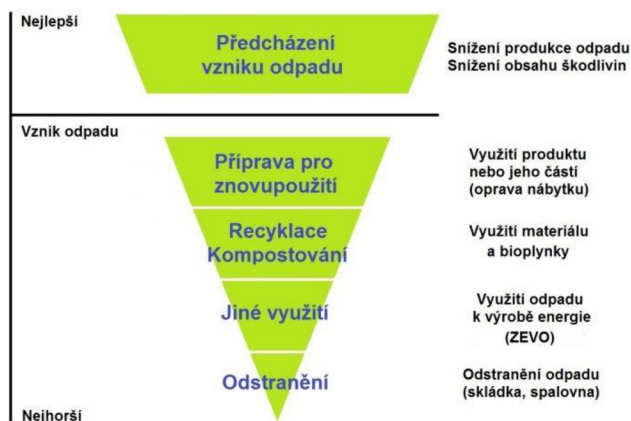 Nejlepší
Předcházení
vzniku odpadu
Snížení produkce odpadu
Snížení obsahu škodlivin
Vznik odpadu
Příprava pro
znovupoužití
Využití produktu
nebo jeho částí
(oprava nábytku)
Recyklace
Kompostování
Využití materiálu
a bioplynky
Jiné využití
Využití odpadu
k výrobě energie
(ZEVO)
Odstranění
Odstranění odpadu
(skládka, spalovna)
Nejhorší